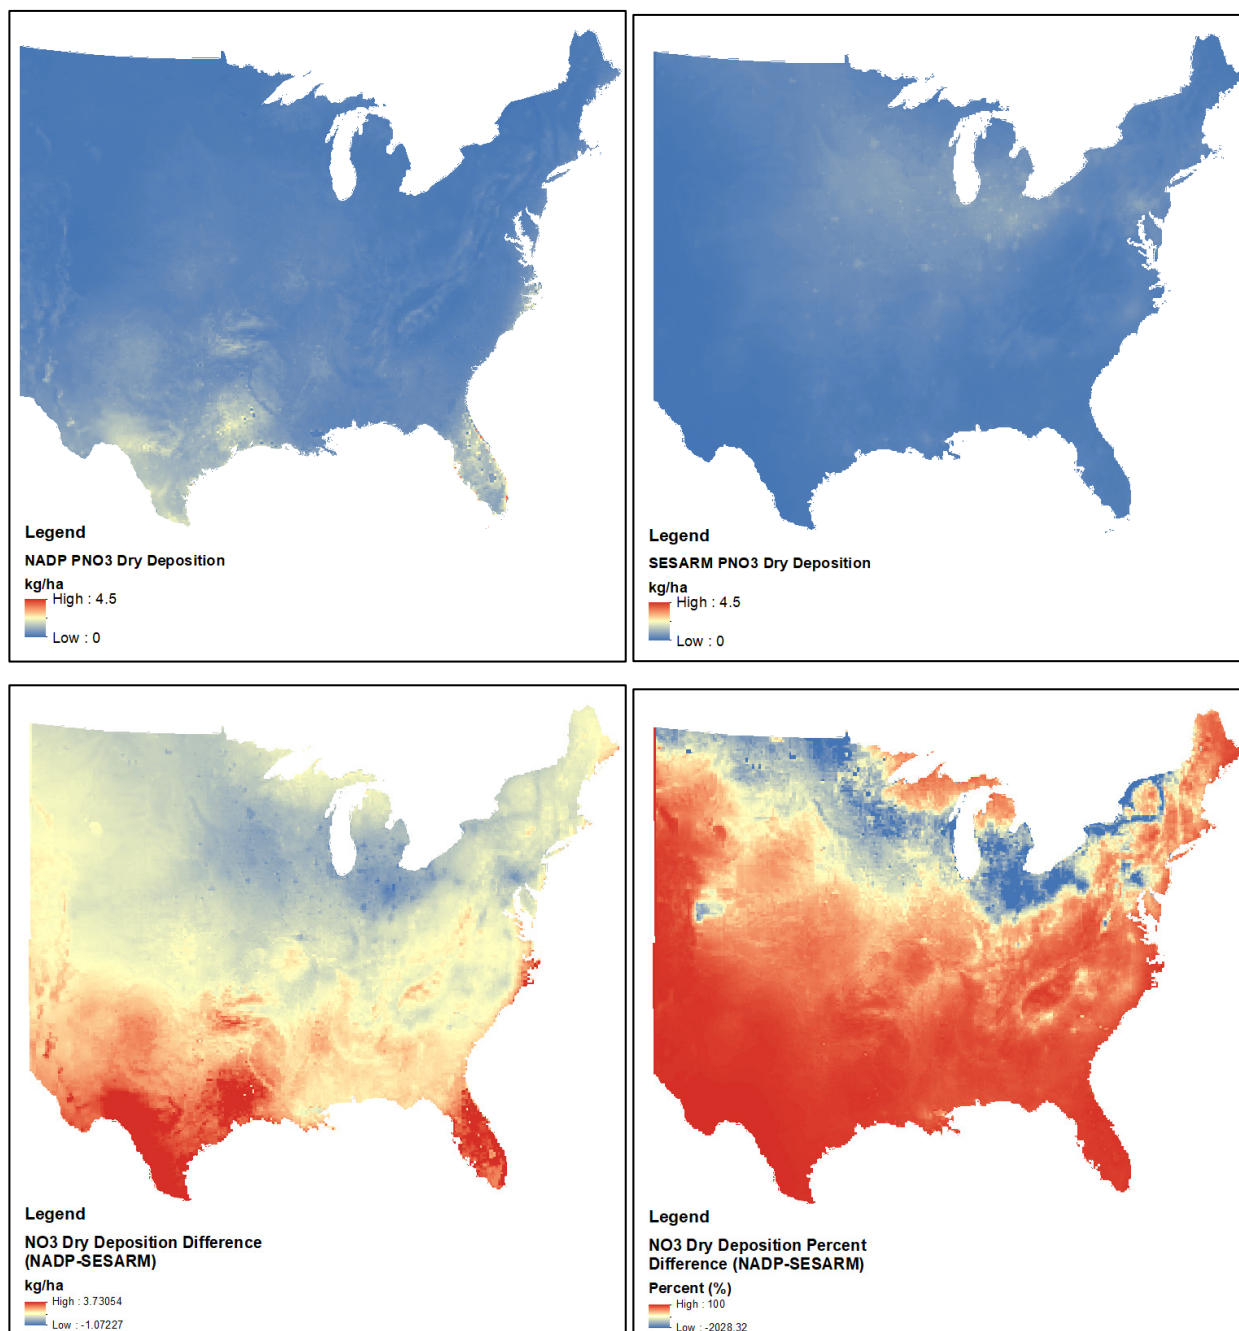 Legend
NADP PNO3 Dry Deposition
kg/ha
High : 4.5
Low : 0
Legend
SESARM PNO3 Dry Deposition
kg/ha
High : 4.5
Low : 0
Legend
NO3 Dry Deposition Difference
(NADP-SESARM)
kg/ha
High : 3.73054
Low : -1.07227
Legend
NO3 Dry Deposition Percent
Difference (NADP-SESARM)
Percent (%)
High : 100
Low : -2028.32